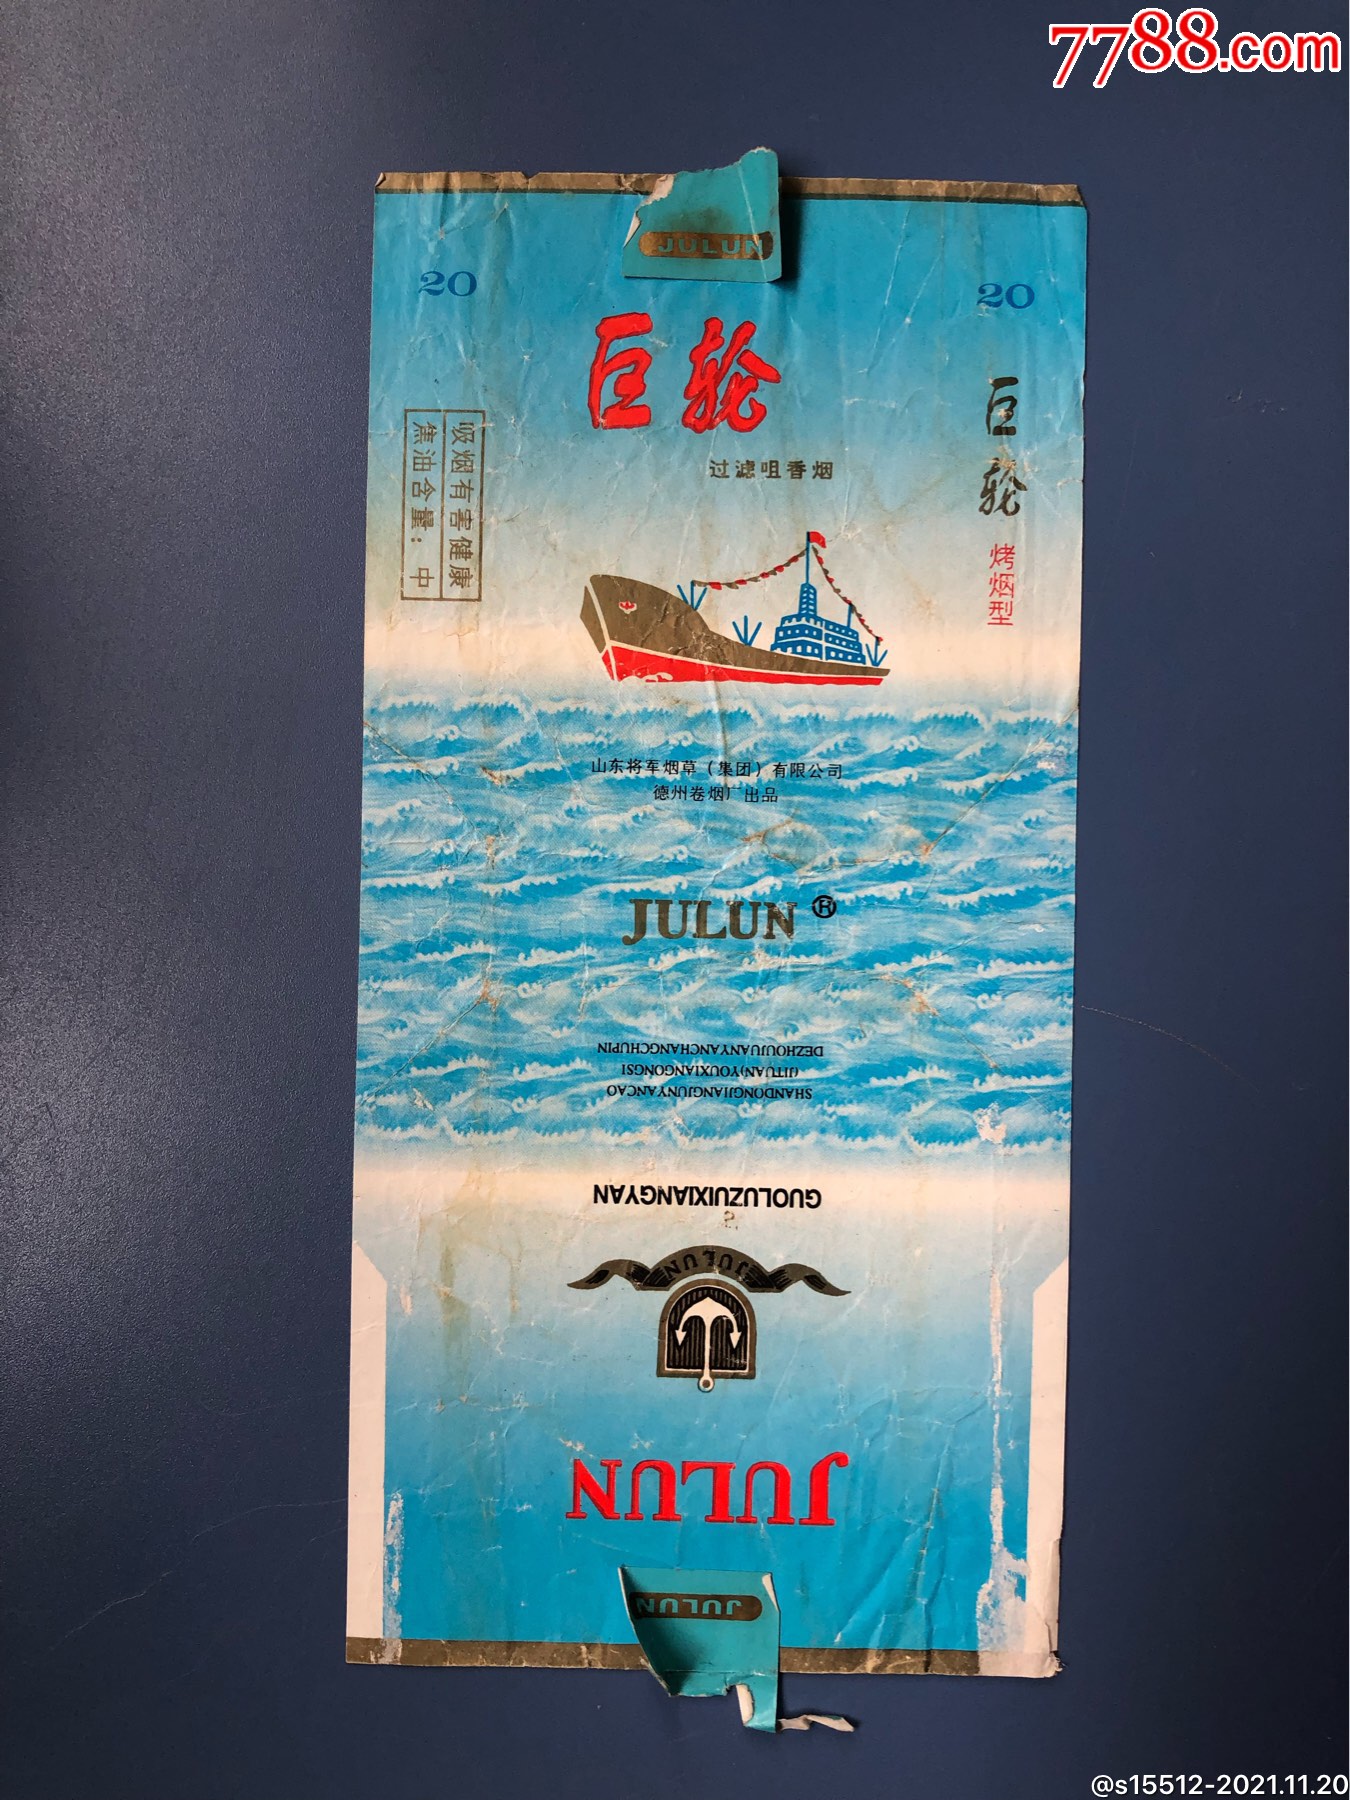 7788.com
JULUN
20
20
巨轮
过滤咀香烟
吸烟有害健康
焦油含量：中
巨轮
烤烟型
山东将军烟草（集团）有限公司
德州卷烟厂出品
JULUN ®
SHANDONGJIANGJUNYANCAO
(JITUAN)YOUXIANGONGSI
DEZHOUJUANYANCHANGCHUPIN
GUOLUZUIXIANGYAN
JULUN
JULUN
JULUN
@s15512-2021.11.20